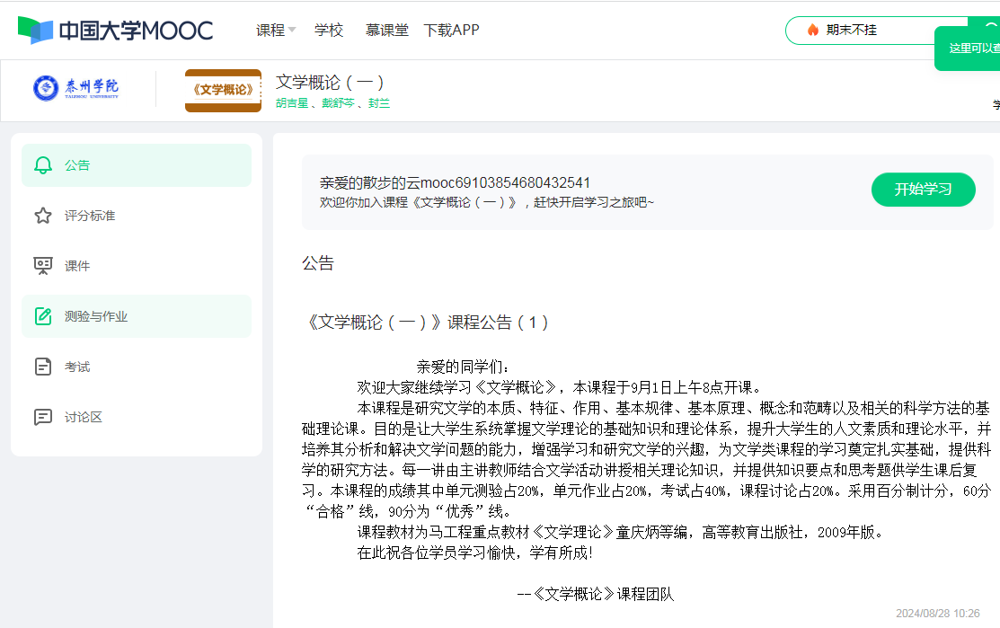 中国大学MOOC
课程
学校
慕课堂
下载APP
期末不挂
这里可以查
泰州学院
TAIZHOU UNIVERSITY
《文学概论》
文学概论（一）
胡吉星、戴舒芩、封兰
学
公告
评分标准
课件
测验与作业
考试
讨论区
亲爱的散步的云mooc69103854680432541
欢迎你加入课程《文学概论（一）》，赶快开启学习之旅吧~
开始学习
公告
《文学概论（一）》课程公告（1）
亲爱的同学们：
欢迎大家继续学习《文学概论》，本课程于9月1日上午8点开课。
本课程是研究文学的本质、特征、作用、基本规律、基本原理、概念和范畴以及相关的科学方法的基
础理论课。目的是让大学生系统掌握文学理论的基础知识和理论体系，提升大学生的人文素质和理论水平，并
培养其分析和解决文学问题的能力，增强学习和研究文学的兴趣，为文学类课程的学习奠定扎实基础，提供科
学的研究方法。每一讲由主讲教师结合文学活动讲授相关理论知识，并提供知识要点和思考题供学生课后复
习。本课程的成绩其中单元测验占20%，单元作业占20%，考试占40%，课程讨论占20%。采用百分制计分，60分
“合格”线，90分为“优秀”线。
课程教材为马工程重点教材《文学理论》童庆炳等编，高等教育出版社，2009年版。
在此祝各位学员学习愉快，学有所成！
--《文学概论》课程团队
2024/08/28 10:26